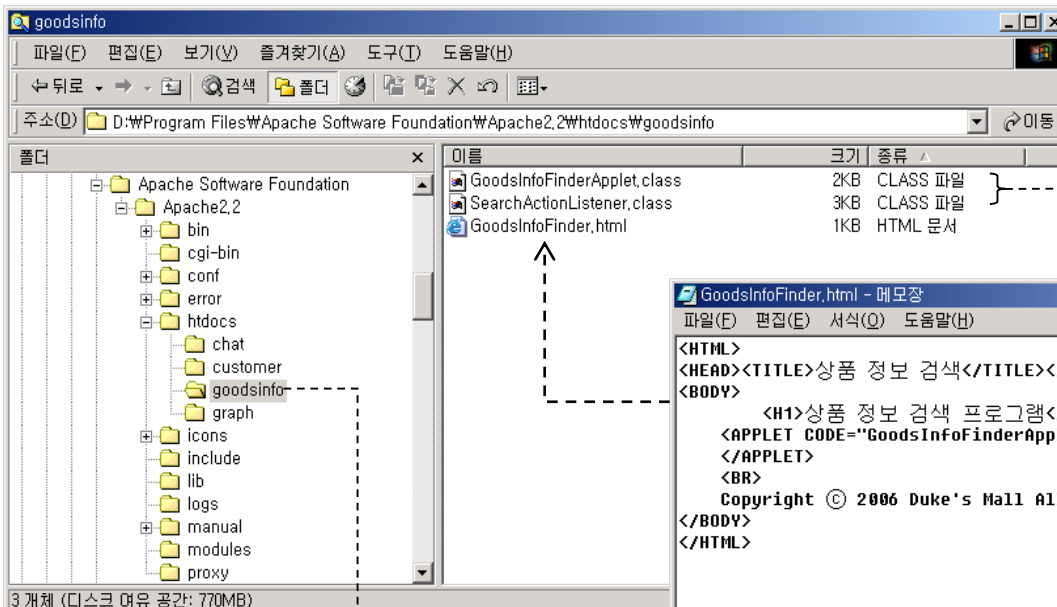 goodsinfo
파일(F) 편집(E) 보기(V) 즐겨찾기(A) 도구(T) 도움말(H)
뒤로 검색 폴더
주소(D) D:₩Program Files₩Apache Software Foundation₩Apache2.2₩htdocs₩goodsinfo 이동
폴더
이름 크기 종류
Apache Software Foundation
Apache2.2
bin
cgi-bin
conf
error
htdocs
chat
customer
goodsinfo
graph
icons
include
lib
logs
manual
modules
proxy
GoodsInfoFinderApplet.class 2KB CLASS 파일
SearchActionListener.class 3KB CLASS 파일
GoodsInfoFinder.html 1KB HTML 문서
GoodsInfoFinder.html - 메모장
파일(F) 편집(E) 서식(O) 도움말(H)
<HTML>
<HEAD><TITLE>상품 정보 검색</TITLE><
<BODY>
<H1>상품 정보 검색 프로그램<
<APPLET CODE="GoodsInfoFinderApp
</APPLET>
<BR>
Copyright ⓒ 2006 Duke's Mall Al
</BODY>
</HTML>
3개체 (디스크 여유 공간: 770MB)